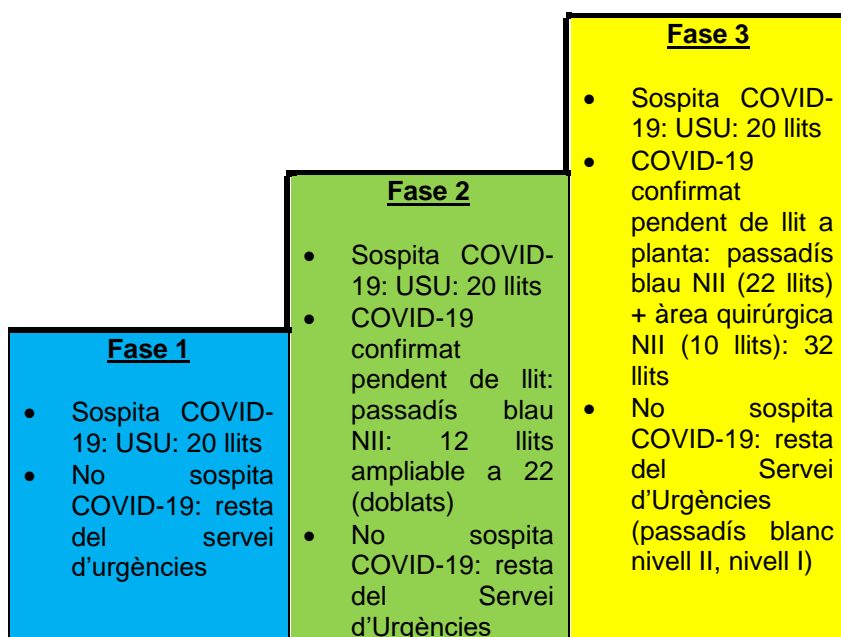 Fase 1
• Sospita COVID-
19: USU: 20 llits
• No sospita
COVID-19: resta
del servei
d'urgències
Fase 2
• Sospita COVID-
19: USU: 20 llits
• COVID-19
confirmat
pendent de llit:
passadís blau
NII: 12 llits
ampliable a 22
(doblats)
• No sospita
COVID-19: resta
del Servei
d'Urgències
Fase 3
• Sospita COVID-
19: USU: 20 llits
• COVID-19
confirmat
pendent de llit a
planta: passadís
blau NII (22 llits)
+ àrea quirúrgica
NII (10 llits): 32
llits
• No sospita
COVID-19: resta
del Servei
d'Urgències
(passadís blanc
nivell II, nivell I)